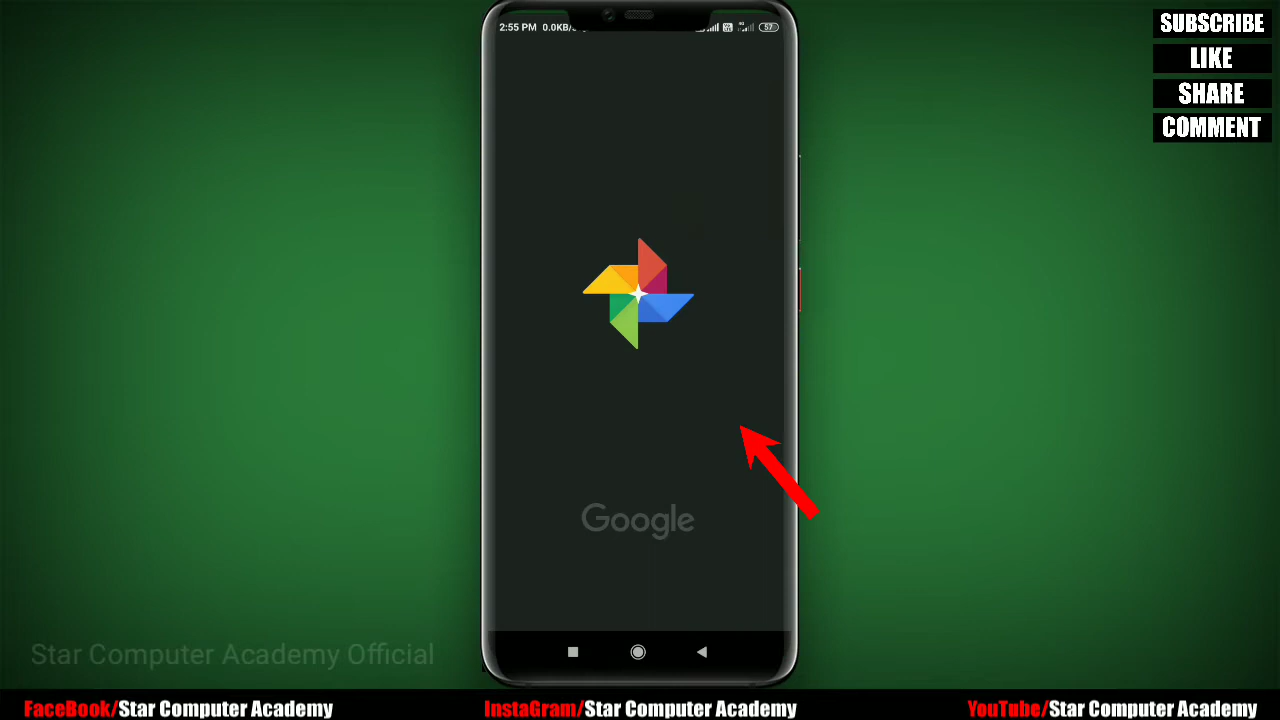 SUBSCRIBE
LIKE
SHARE
COMMENT
2:55 PM 0.0KB/
57
Google
Star Computer Academy Official
FaceBook/Star Computer Academy
InstaGram/Star Computer Academy
YouTube/Star Computer Academy